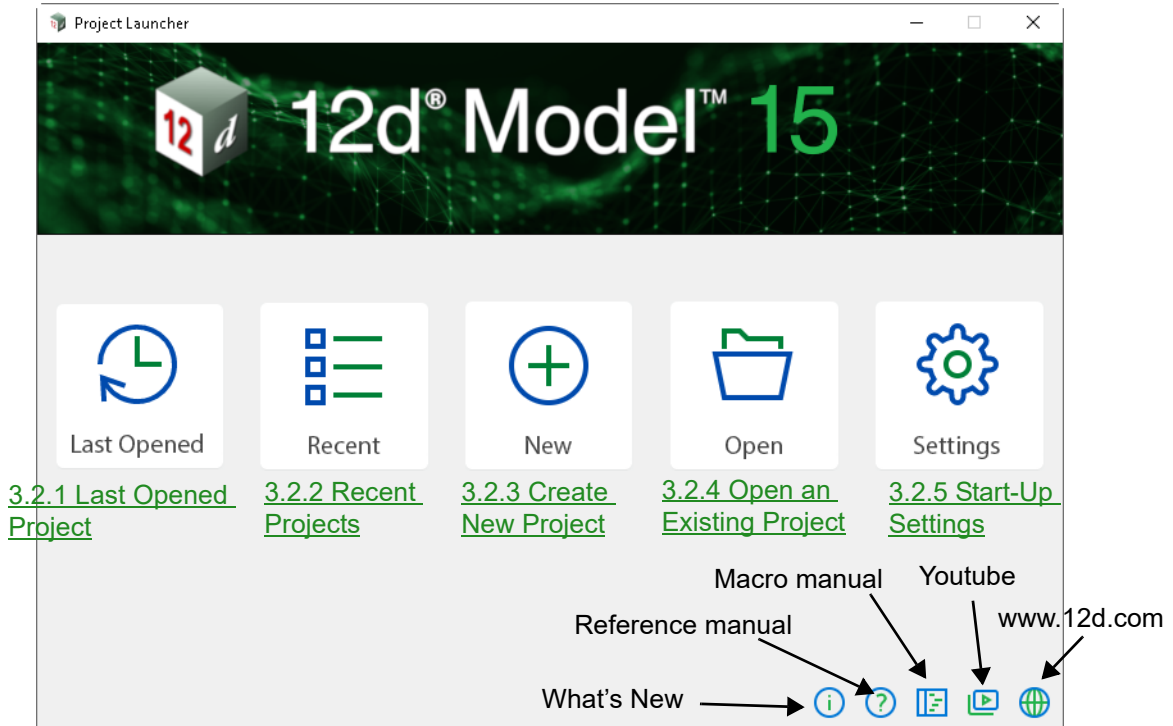 Project Launcher
12 d 12d® Model™ 15
Last Opened
Recent
New
Open
Settings
3.2.1 Last Opened
Project
3.2.2 Recent
Projects
3.2.3 Create
New Project
3.2.4 Open an
Existing Project
3.2.5 Start-Up
Settings
Macro manual
Youtube
Reference manual
www.12d.com
What's New